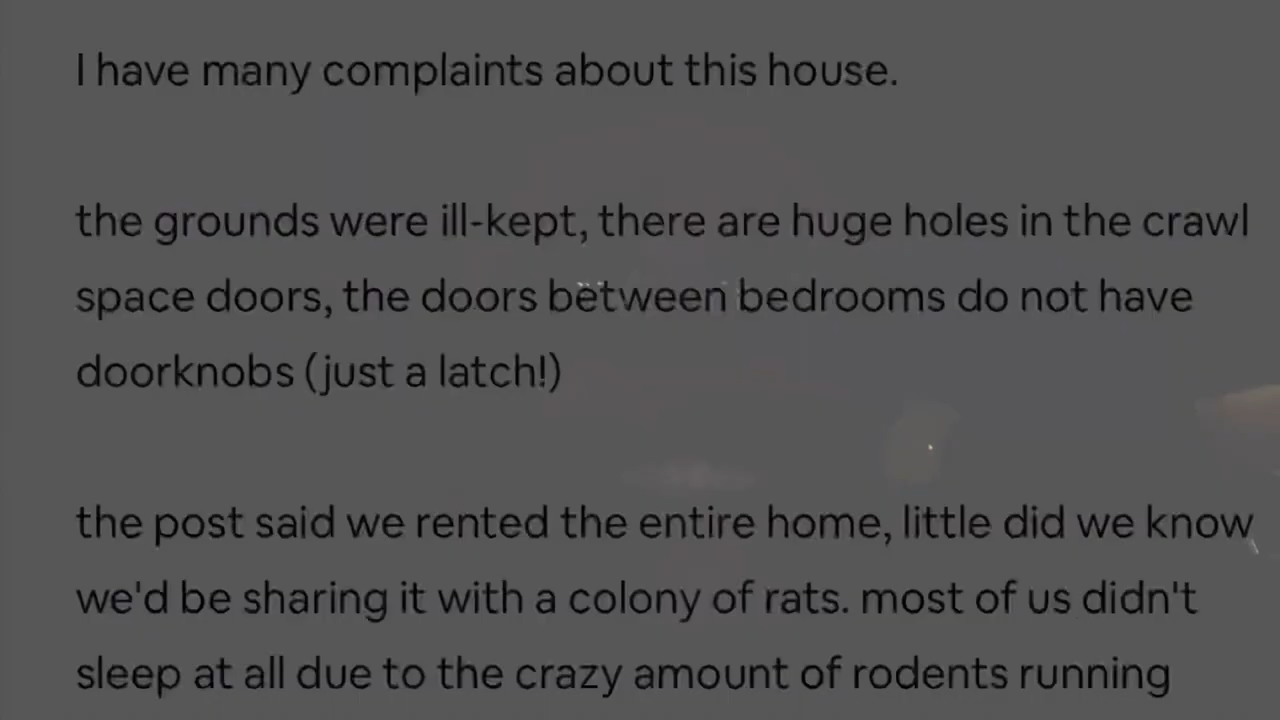 I have many complaints about this house.
the grounds were ill-kept, there are huge holes in the crawl
space doors, the doors between bedrooms do not have
doorknobs (just a latch!)
the post said we rented the entire home, little did we know
we'd be sharing it with a colony of rats. most of us didn't
sleep at all due to the crazy amount of rodents running